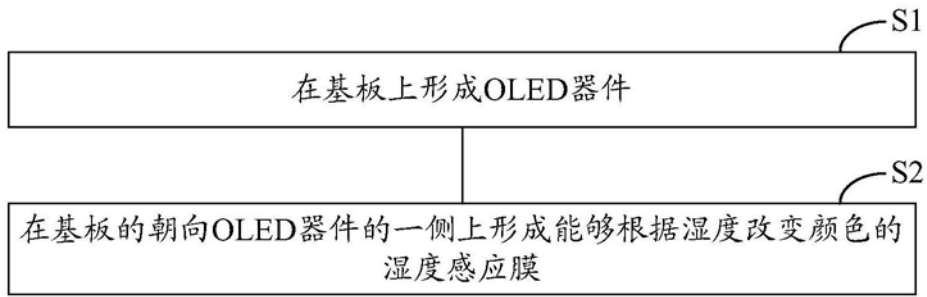 S1
在基板上形成OLED器件
S2
在基板的朝向OLED器件的一侧上形成能够根据湿度改变颜色的
湿度感应膜